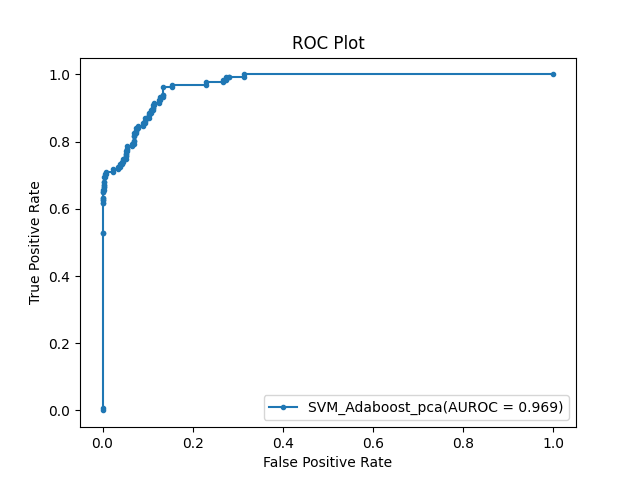 ROC Plot
True Positive Rate
1.0
0.8
0.6
0.4
0.2
0.0
SVM_Adaboost_pca(AUROC = 0.969)
0.0 0.2 0.4 0.6 0.8 1.0
False Positive Rate